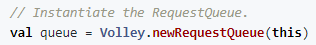 // Instantiate the RequestQueue.
val queue = Volley.newRequestQueue(this)